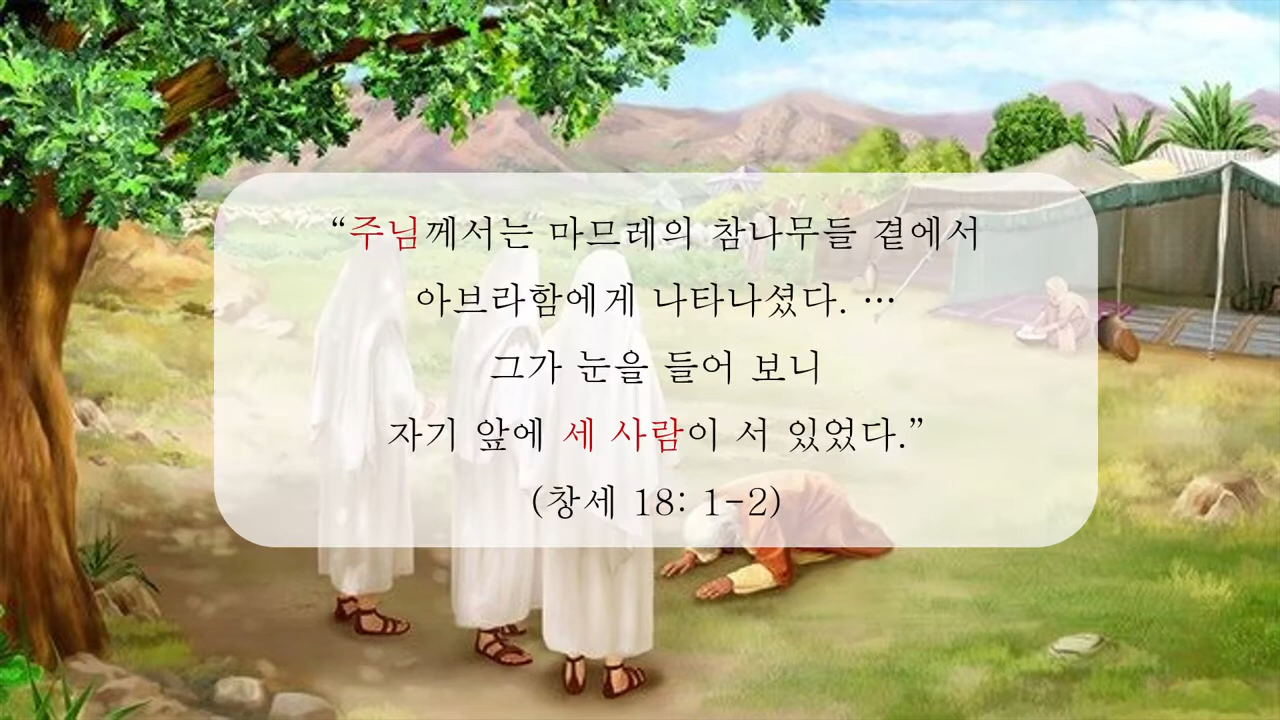 “주님께서는 마므레의 참나무들 곁에서
아브라함에게 나타나셨다. …
그가 눈을 들어 보니
자기 앞에 세 사람이 서 있었다.”
(창세 18: 1-2)